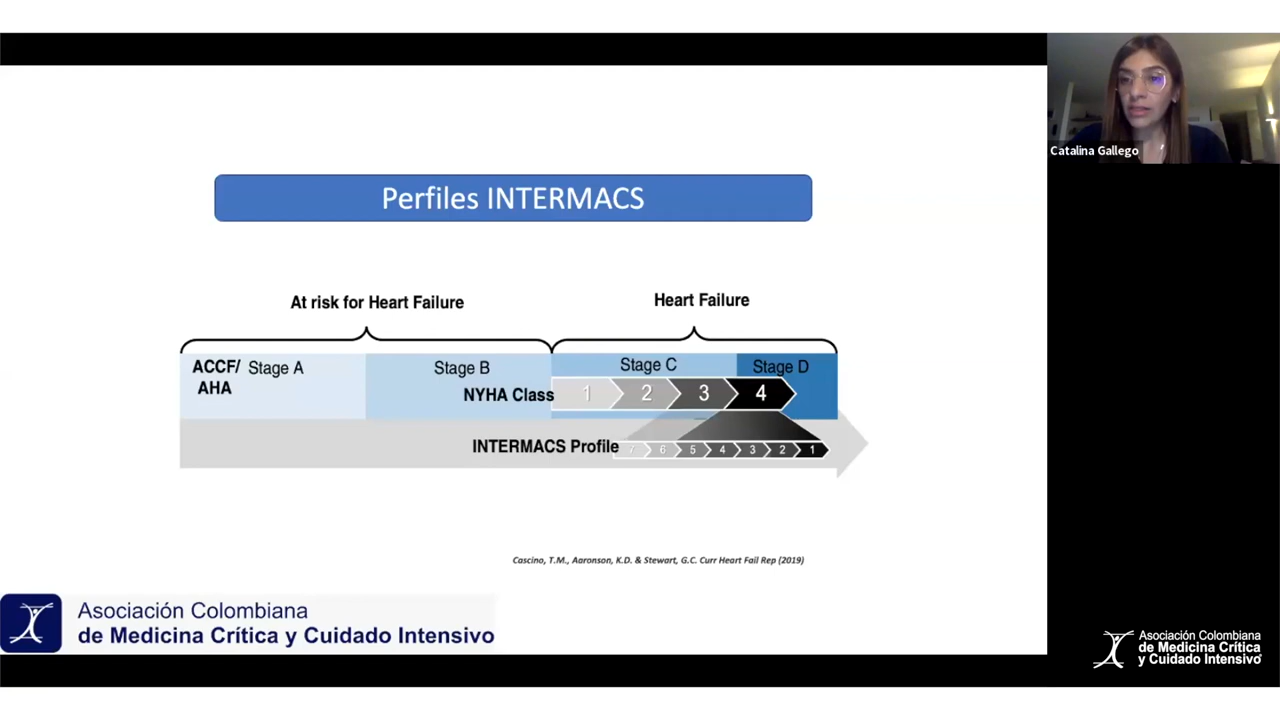 Perfiles INTERMACS
At risk for Heart Failure
Heart Failure
ACCF/
AHA
Stage A
Stage B
Stage C
Stage D
NYHA Class
1 2 3 4
INTERMACS Profile
7 6 5 4 3 2 1
Cascino, T.M., Aaronson, K.D. & Stewart, G.C. Curr Heart Fail Rep (2019)
Asociación Colombiana
de Medicina Crítica y Cuidado Intensivo
Catalina Gallego
Asociación Colombiana
de Medicina Crítica
y Cuidado Intensivo